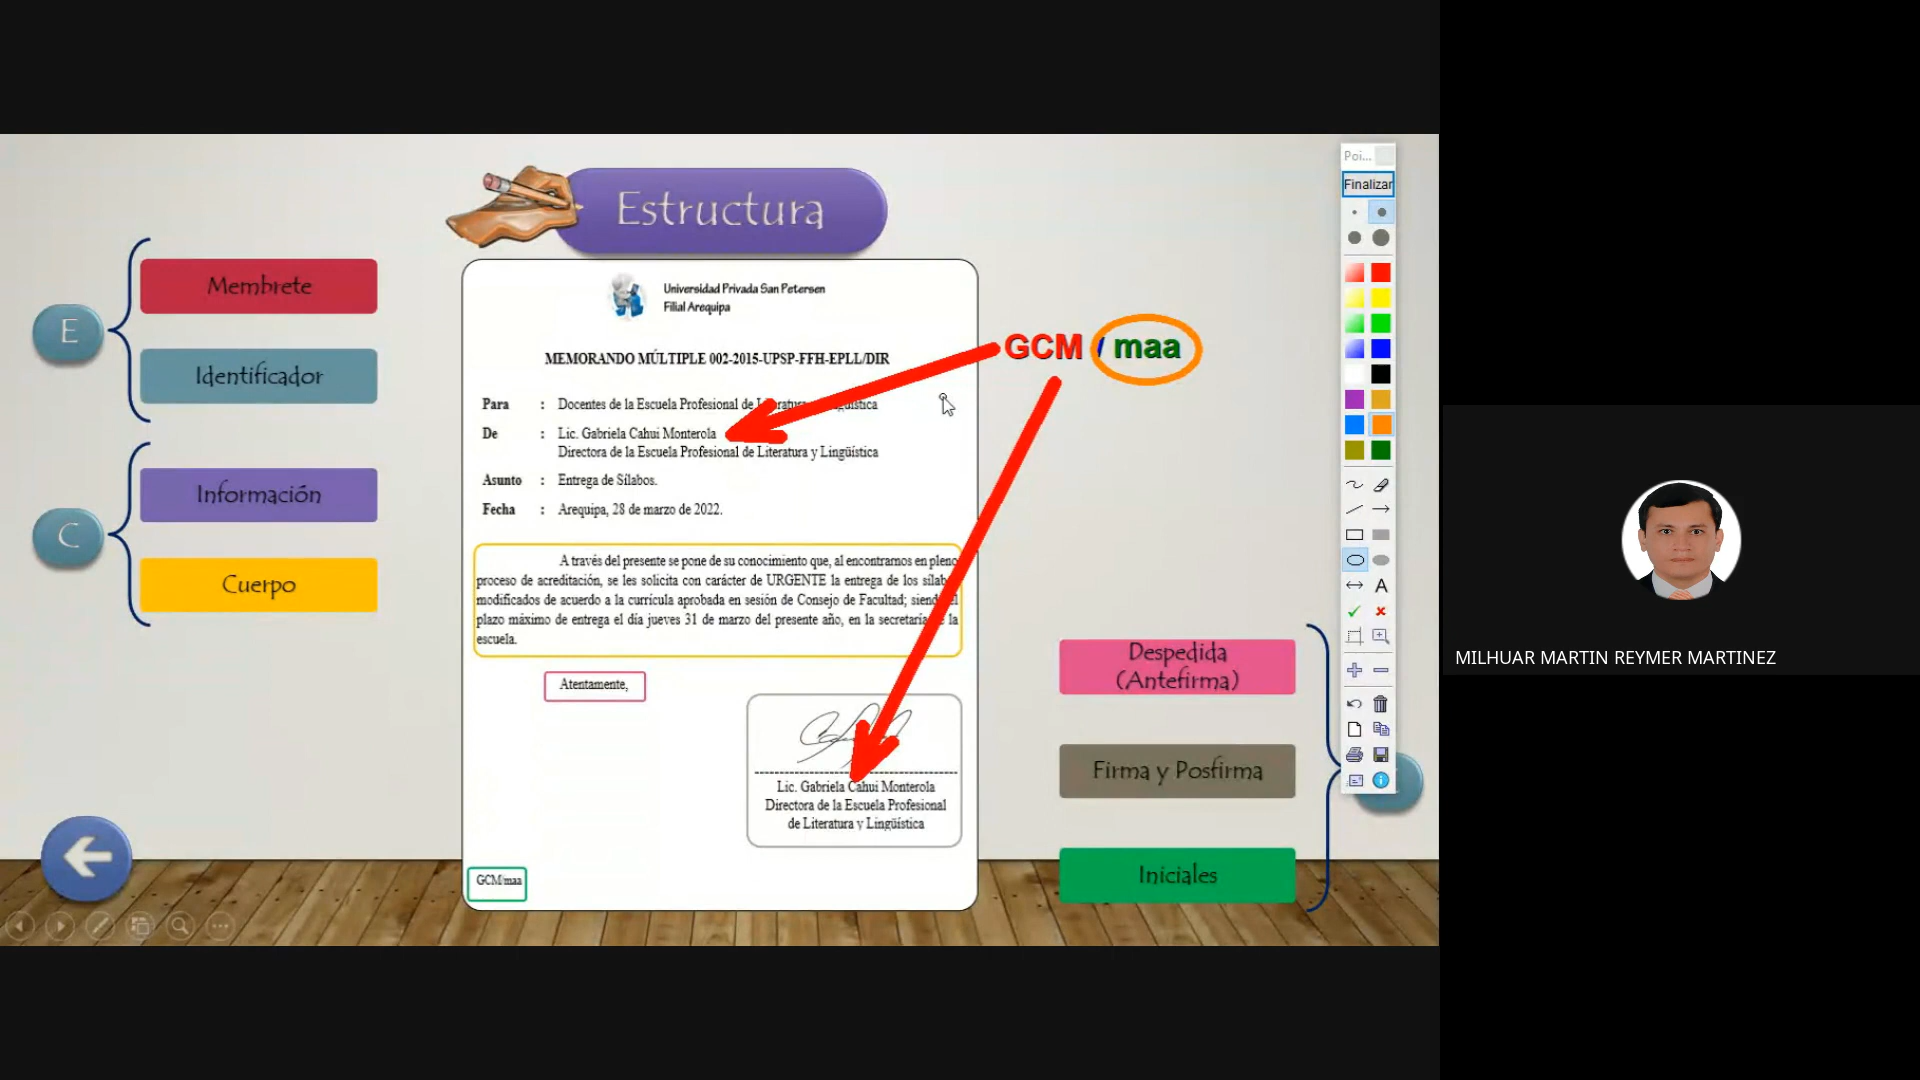 Estructura
E
Membrete
Identificador
C
Información
Cuerpo
Universidad Privada San Petersen
Filial Arequipa
MEMORANDO MÚLTIPLE 002-2015-UPSP-FFH-EPLL/DIR
Para : Docentes de la Escuela Profesional de Literatura y Lingüística
De : Lic. Gabriela Cahui Monterola
Directora de la Escuela Profesional de Literatura y Lingüística
Asunto : Entrega de Sílabos.
Fecha : Arequipa, 28 de marzo de 2022.
A través del presente se pone de su conocimiento que, al encontrarnos en pleno
proceso de acreditación, se les solicita con carácter de URGENTE la entrega de los
modificados de acuerdo a la currícula aprobada en sesión de Consejo de Facultad;
plazo máximo de entrega el día jueves 31 de marzo del presente año, en la secretaría la
escuela.
Atentamente,
Lic. Gabriela Cahui Monterola
Directora de la Escuela Profesional
de Literatura y Lingüística
GCM/maa
GCM / maa
Despedida
(Antefirma)
Firma y Posfirma
Iniciales
Poi...
Finalizar
A
MILHUAR MARTIN REYMER MARTINEZ